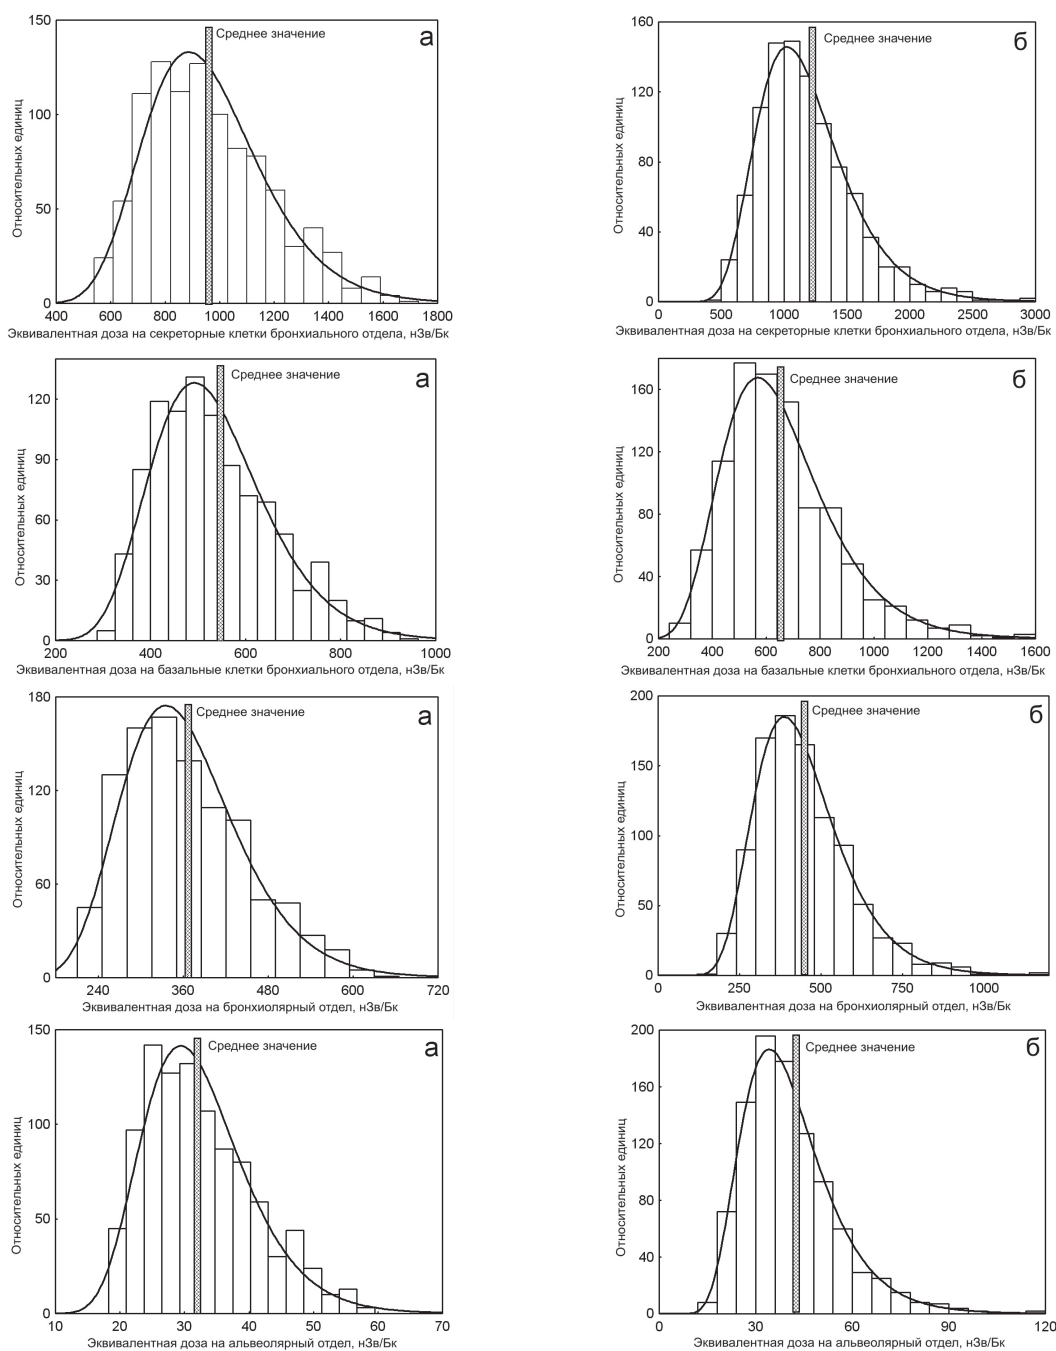 150
100
50
0
Относительных единиц
Среднее значение
а
400 600 800 1000 1200 1400 1600 1800
Эквивалентная доза на секреторные клетки бронхиального отдела, нЗв/Бк
160
120
80
40
0
Относительных единиц
Среднее значение
б
0 500 1000 1500 2000 2500 3000
Эквивалентная доза на секреторные клетки бронхиального отдела, нЗв/Бк
120
90
60
30
0
Относительных единиц
Среднее значение
а
200 400 600 800 1000
Эквивалентная доза на базальные клетки бронхиального отдела, нЗв/Бк
160
120
80
40
0
Относительных единиц
Среднее значение
б
200 400 600 800 1000 1200 1400 1600
Эквивалентная доза на базальные клетки бронхиального отдела, нЗв/Бк
180
120
60
0
Относительных единиц
Среднее значение
а
240 360 480 600 720
Эквивалентная доза на бронхиолярный отдел, нЗв/Бк
200
150
100
50
0
Относительных единиц
Среднее значение
б
0 250 500 750 1000
Эквивалентная доза на бронхиолярный отдел, нЗв/Бк
150
100
50
0
Относительных единиц
Среднее значение
а
10 20 30 40 50 60 70
Эквивалентная доза на альвеолярный отдел, нЗв/Бк
200
160
120
80
40
0
Относительных единиц
Среднее значение
б
0 30 60 90 120
Эквивалентная доза на альвеолярный отдел, нЗв/Бк